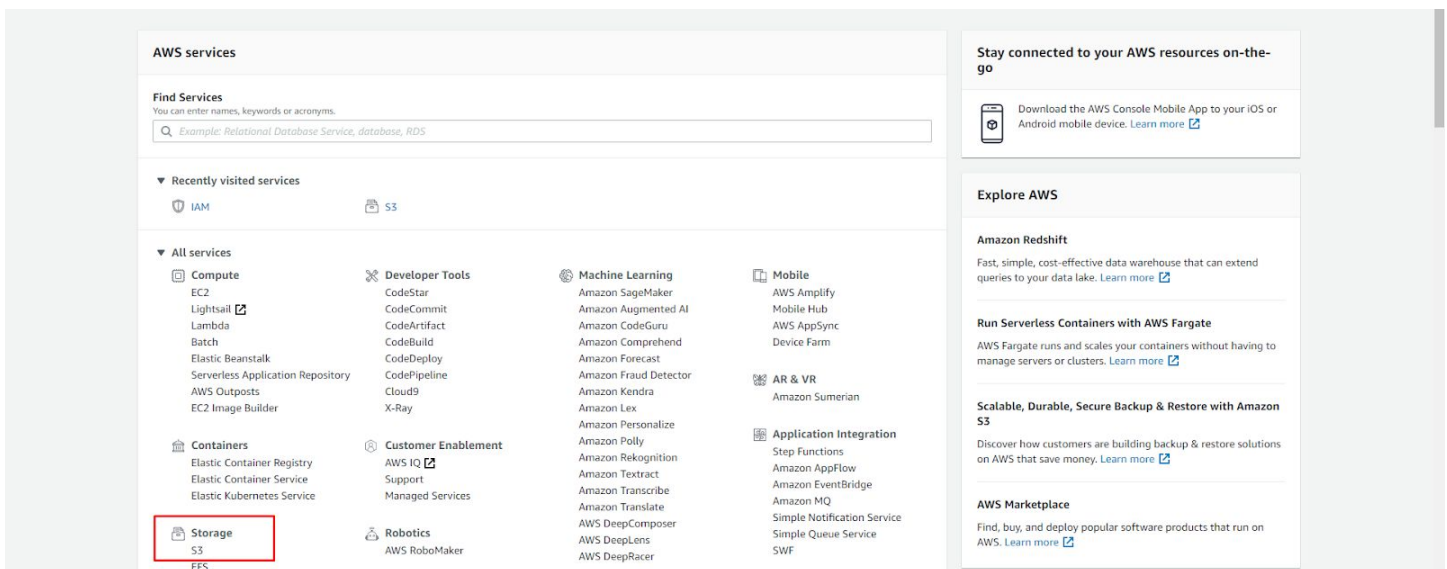 AWS services
Find Services
You can enter names, keywords or acronyms.
Example: Relational Database Service, database, RDS
Recently visited services
IAM
S3
All services
Compute
EC2
Lightsail
Lambda
Batch
Elastic Beanstalk
Serverless Application Repository
AWS Outposts
EC2 Image Builder
Containers
Elastic Container Registry
Elastic Container Service
Elastic Kubernetes Service
Storage
S3
EFS
Developer Tools
CodeStar
CodeCommit
CodeArtifact
CodeBuild
CodeDeploy
CodePipeline
Cloud9
X-Ray
Customer Enablement
AWS IQ
Support
Managed Services
Robotics
AWS RoboMaker
Machine Learning
Amazon SageMaker
Amazon Augmented AI
Amazon CodeGuru
Amazon Comprehend
Amazon Forecast
Amazon Fraud Detector
Amazon Kendra
Amazon Lex
Amazon Personalize
Amazon Polly
Amazon Rekognition
Amazon Textract
Amazon Transcribe
Amazon Translate
AWS DeepComposer
AWS DeepLens
AWS DeepRacer
Mobile
AWS Amplify
Mobile Hub
AWS AppSync
Device Farm
AR & VR
Amazon Sumerian
Application Integration
Step Functions
Amazon AppFlow
Amazon EventBridge
Amazon MQ
Simple Notification Service
Simple Queue Service
SWF
Stay connected to your AWS resources on-the-
go
Download the AWS Console Mobile App to your iOS or
Android mobile device. Learn more
Explore AWS
Amazon Redshift
Fast, simple, cost-effective data warehouse that can extend
queries to your data lake. Learn more
Run Serverless Containers with AWS Fargate
AWS Fargate runs and scales your containers without having to
manage servers or clusters. Learn more
Scalable, Durable, Secure Backup & Restore with Amazon
S3
Discover how customers are building backup & restore solutions
on AWS that save money. Learn more
AWS Marketplace
Find, buy, and deploy popular software products that run on
AWS. Learn more